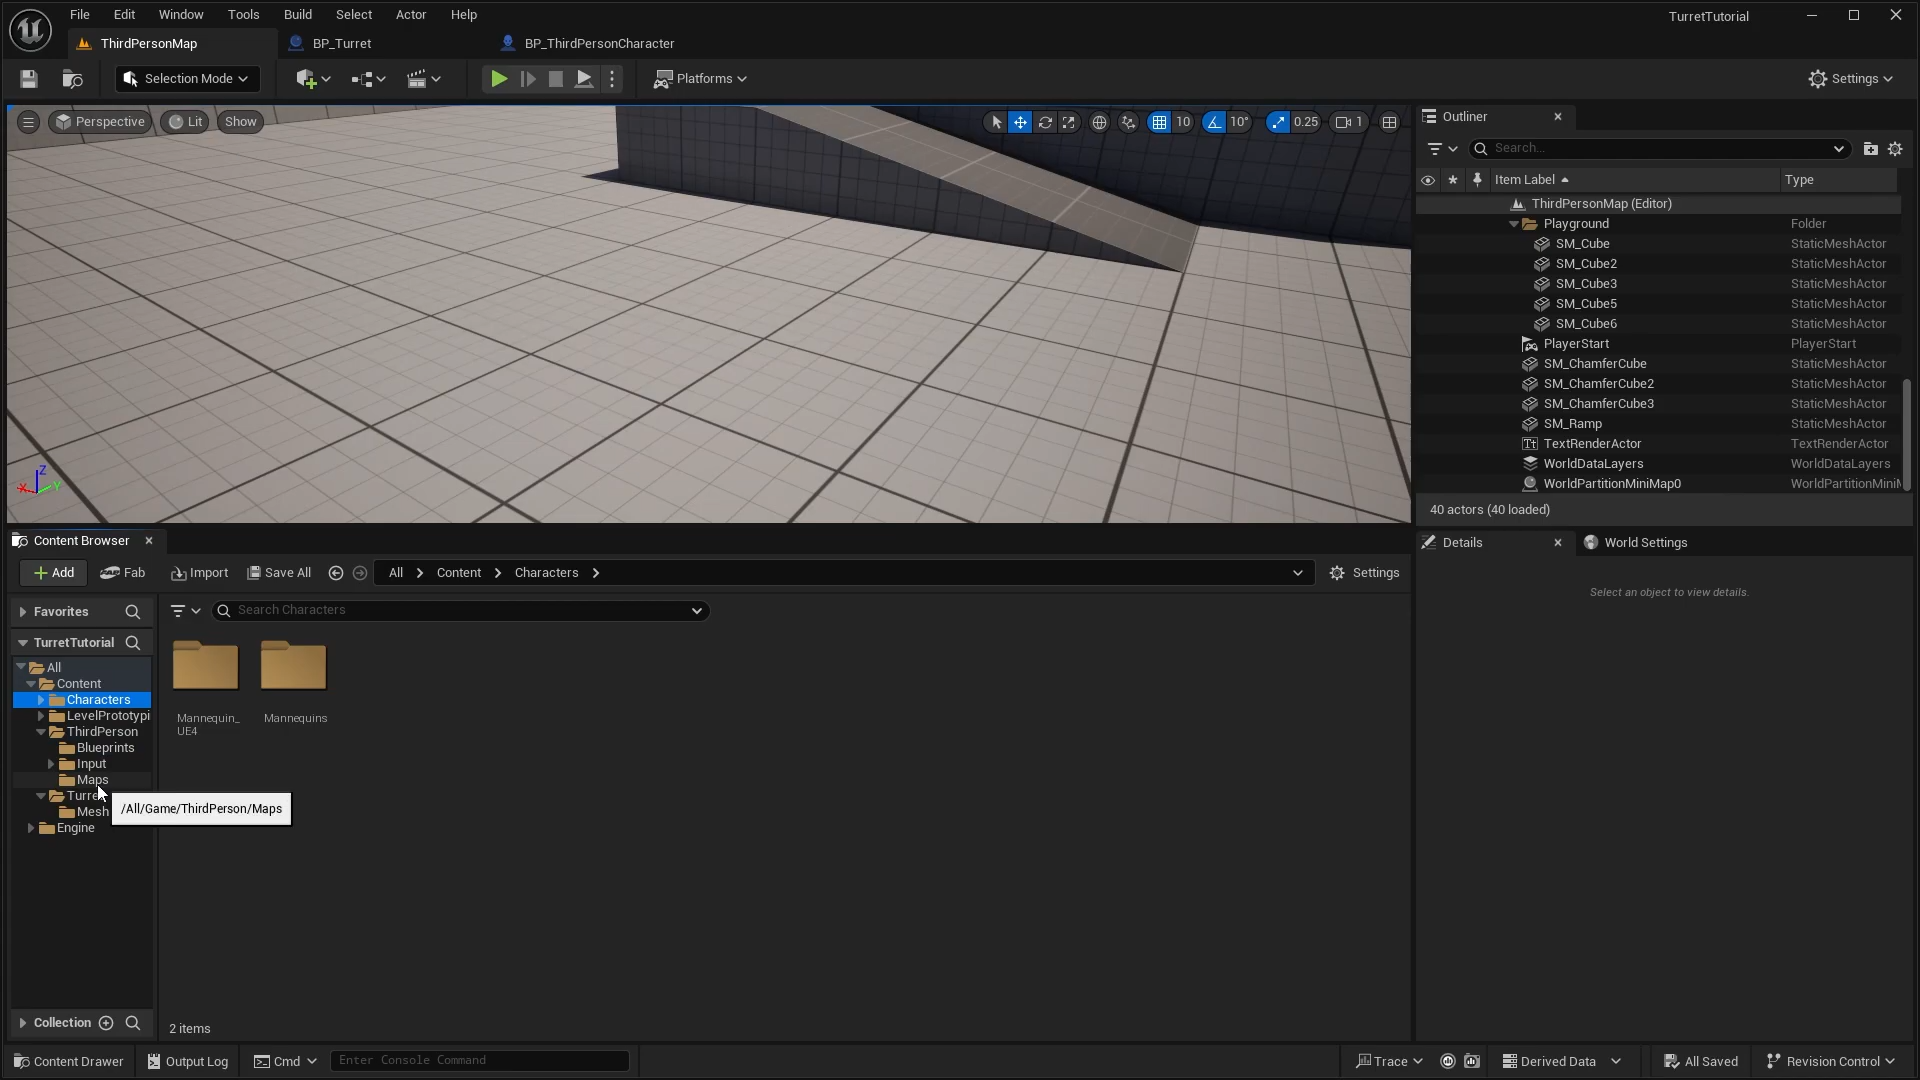 File Edit Window Tools Build Select Actor Help
TurretTutorial
ThirdPersonMap BP_Turret BP_ThirdPersonCharacter
Selection Mode Platforms Settings
Perspective Lit Show 10 10° 0.25 1
Outliner
Search...
Item Label Type
ThirdPersonMap (Editor)
Playground Folder
SM_Cube StaticMeshActor
SM_Cube2 StaticMeshActor
SM_Cube3 StaticMeshActor
SM_Cube5 StaticMeshActor
SM_Cube6 StaticMeshActor
PlayerStart PlayerStart
SM_ChamferCube StaticMeshActor
SM_ChamferCube2 StaticMeshActor
SM_ChamferCube3 StaticMeshActor
SM_Ramp StaticMeshActor
TextRenderActor TextRenderActor
WorldDataLayers WorldDataLayers
WorldPartitionMiniMap0 WorldPartitionMiniM
40 actors (40 loaded)
Z
X Y
Content Browser
Add Fab Import Save All All Content Characters Settings
Favorites
Search Characters
TurretTutorial
All
Content
Characters
LevelPrototypi
ThirdPerson
Blueprints
Input
Maps
Turre
Mesh
Engine
/All/Game/ThirdPerson/Maps
Mannequin_
UE4
Mannequins
Collection
2 items
Details World Settings
Select an object to view details.
Content Drawer Output Log Cmd Enter Console Command Trace Derived Data All Saved Revision Control